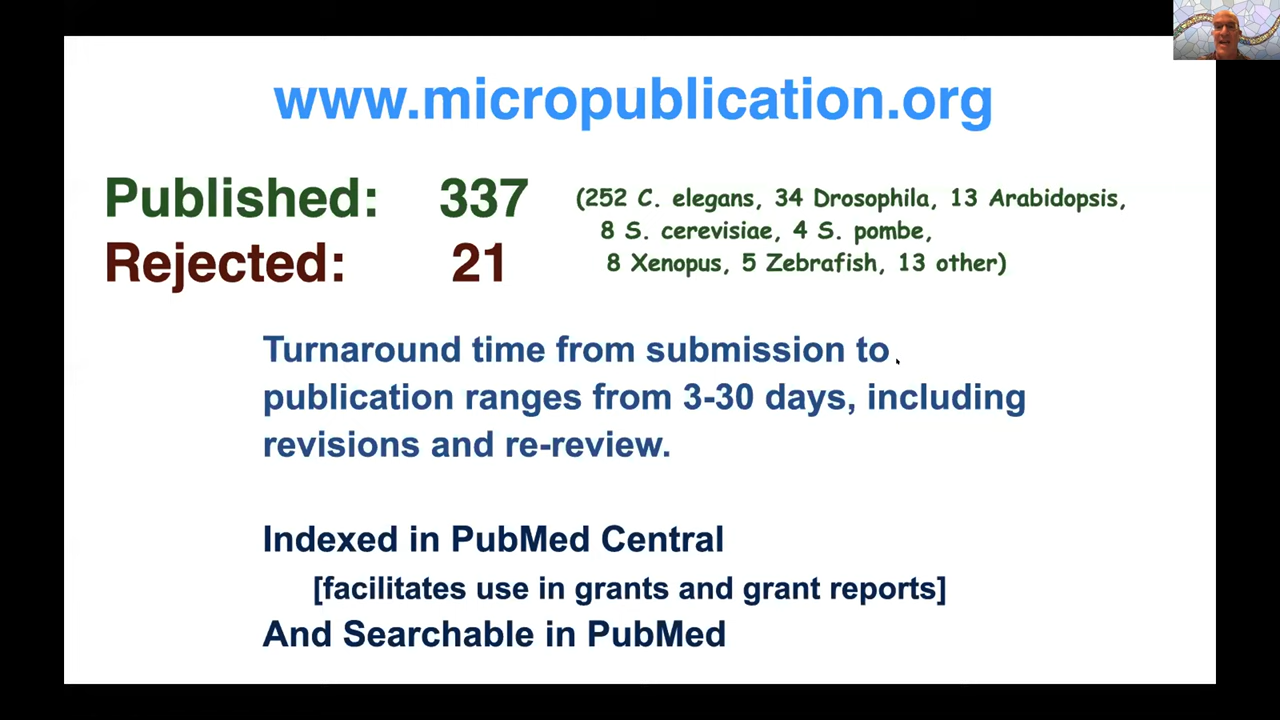 www.micropublication.org
Published: 337 (252 C. elegans, 34 Drosophila, 13 Arabidopsis,
8 S. cerevisiae, 4 S. pombe,
Rejected: 21 8 Xenopus, 5 Zebrafish, 13 other)
Turnaround time from submission to
publication ranges from 3-30 days, including
revisions and re-review.
Indexed in PubMed Central
[facilitates use in grants and grant reports]
And Searchable in PubMed